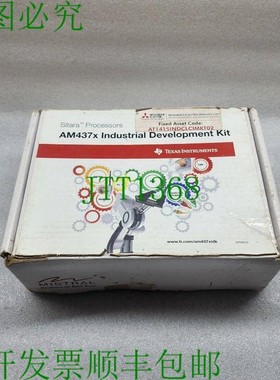 图必究
Sitara™ Processors
Fixed Asset Code:
AM437x Industrial Development Kit
TEXAS INSTRUMENTS
JTT1368
MISTRAL
www.ti.com/am437xidk
开发票顺丰包邮